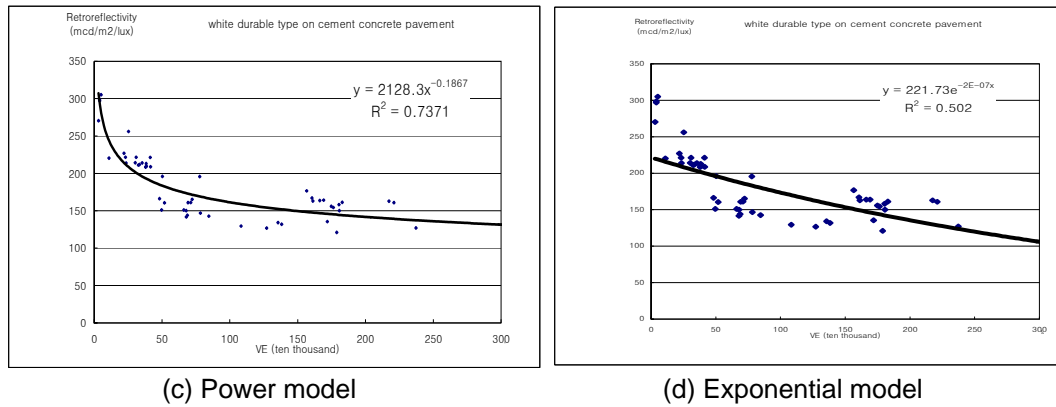 Retroreflectivity
(mcd/m2/lux)
white durable type on cement concrete pavement
350
300
250
200
150
100
50
0
y = 2128.3x^-0.1867
R^2 = 0.7371
0 50 100 150 200 250 300
VE (ten thousand)
(c) Power model
Retroreflectivity
(mcd/m2/lux)
white durable type on cement concrete pavement
350
300
250
200
150
100
50
0
y = 221.73e^-2E-07x
R^2 = 0.502
0 50 100 150 200 250 300
VE (ten thousand)
(d) Exponential model